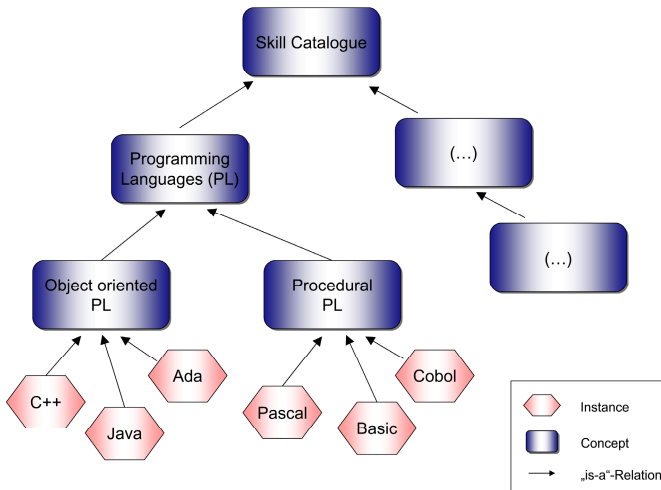 Skill Catalogue
Programming
Languages (PL)
(...)
(...)
Object oriented
PL
Procedural
PL
C++
Java
Ada
Pascal
Basic
Cobol
Instance
Concept
„is-a“-Relation